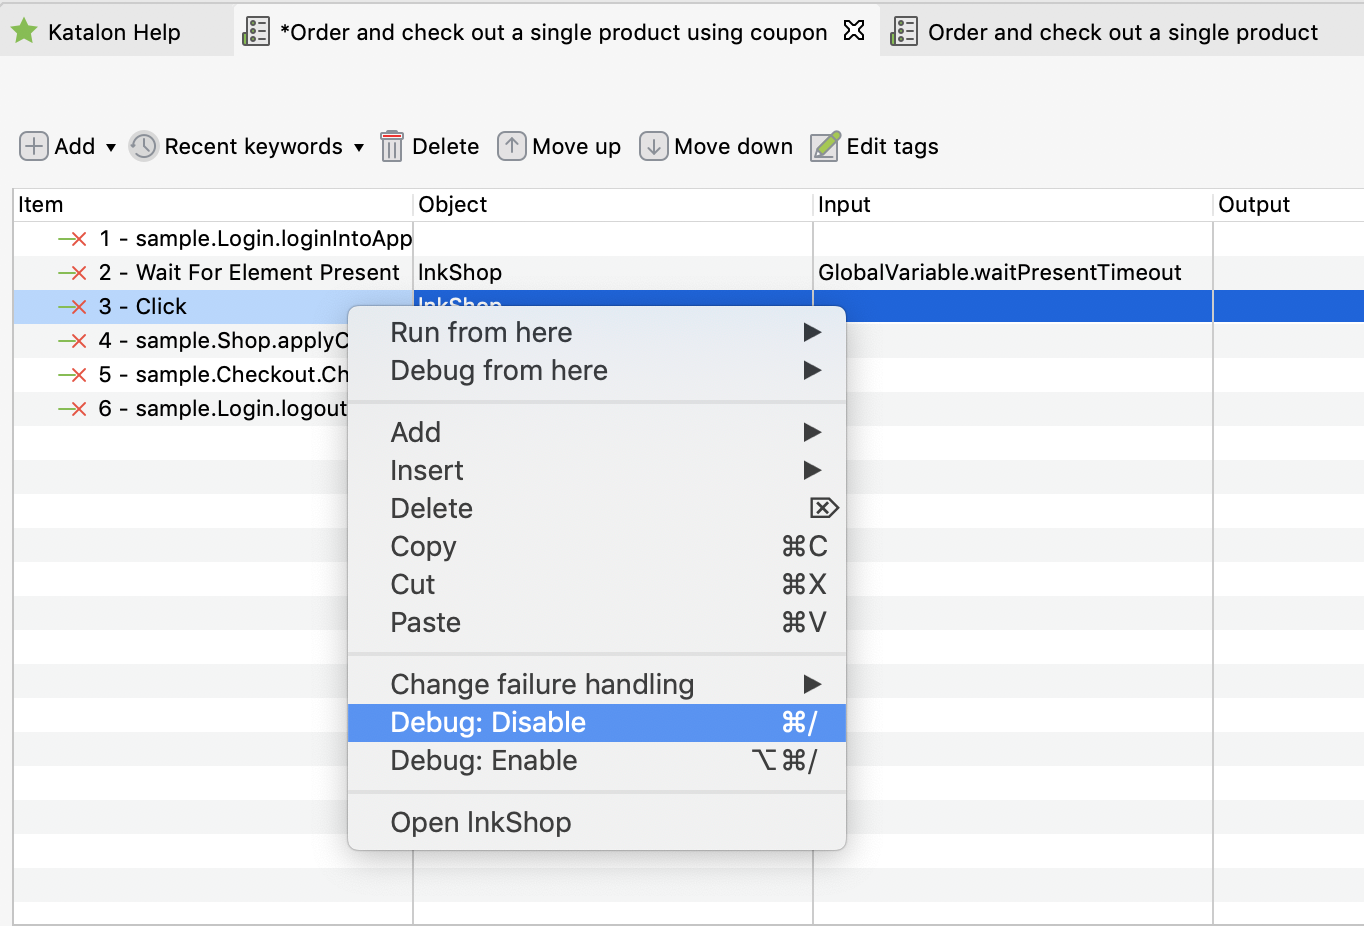 Katalon Help
*Order and check out a single product using coupon
Order and check out a single product
Add
Recent keywords
Delete
Move up
Move down
Edit tags
Item Object Input Output
1 - sample.Login.loginIntoApp
2 - Wait For Element Present lnkShop GlobalVariable.waitPresentTimeout
3 - Click lnkShop
4 - sample.Shop.applyC
5 - sample.Checkout.Ch
6 - sample.Login.logout
Run from here
Debug from here
Add
Insert
Delete
Copy ⌘C
Cut ⌘X
Paste ⌘V
Change failure handling
Debug: Disable ⌘/
Debug: Enable ⌥⌘/
Open lnkShop